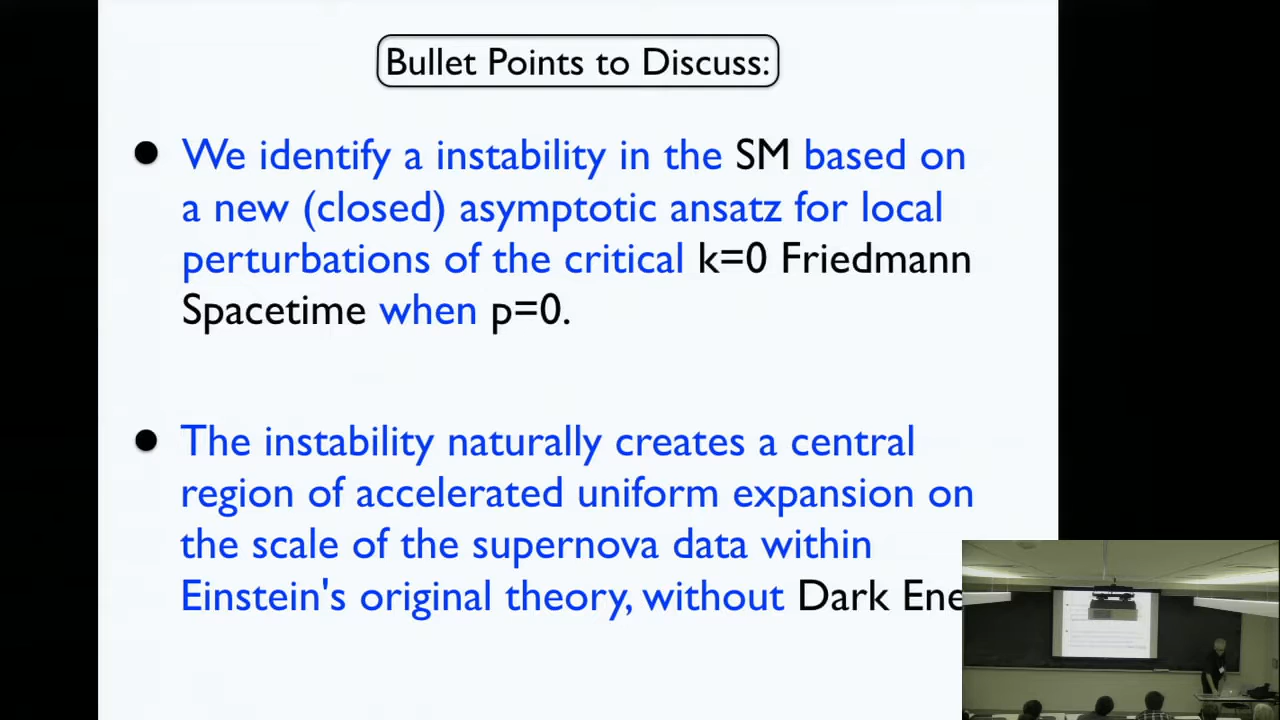 Bullet Points to Discuss:
• We identify a instability in the SM based on
a new (closed) asymptotic ansatz for local
perturbations of the critical k=0 Friedmann
Spacetime when p=0.
• The instability naturally creates a central
region of accelerated uniform expansion on
the scale of the supernova data within
Einstein's original theory, without Dark Ene